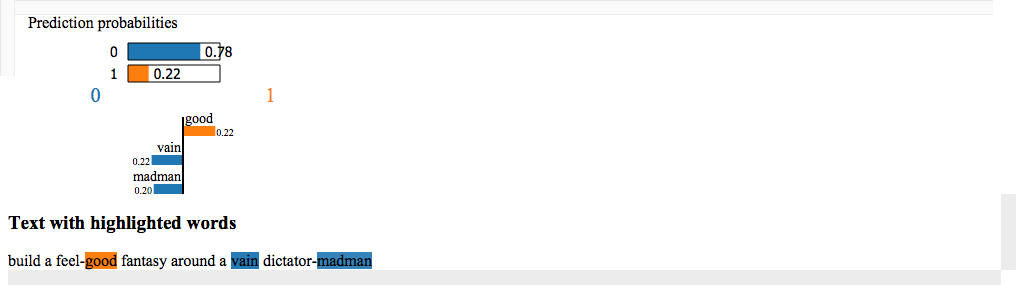 Prediction probabilities
0 0.78
1 0.22
0 1
good
0.22
vain
0.22
madman
0.20
Text with highlighted words
build a feel-good fantasy around a vain dictator-madman